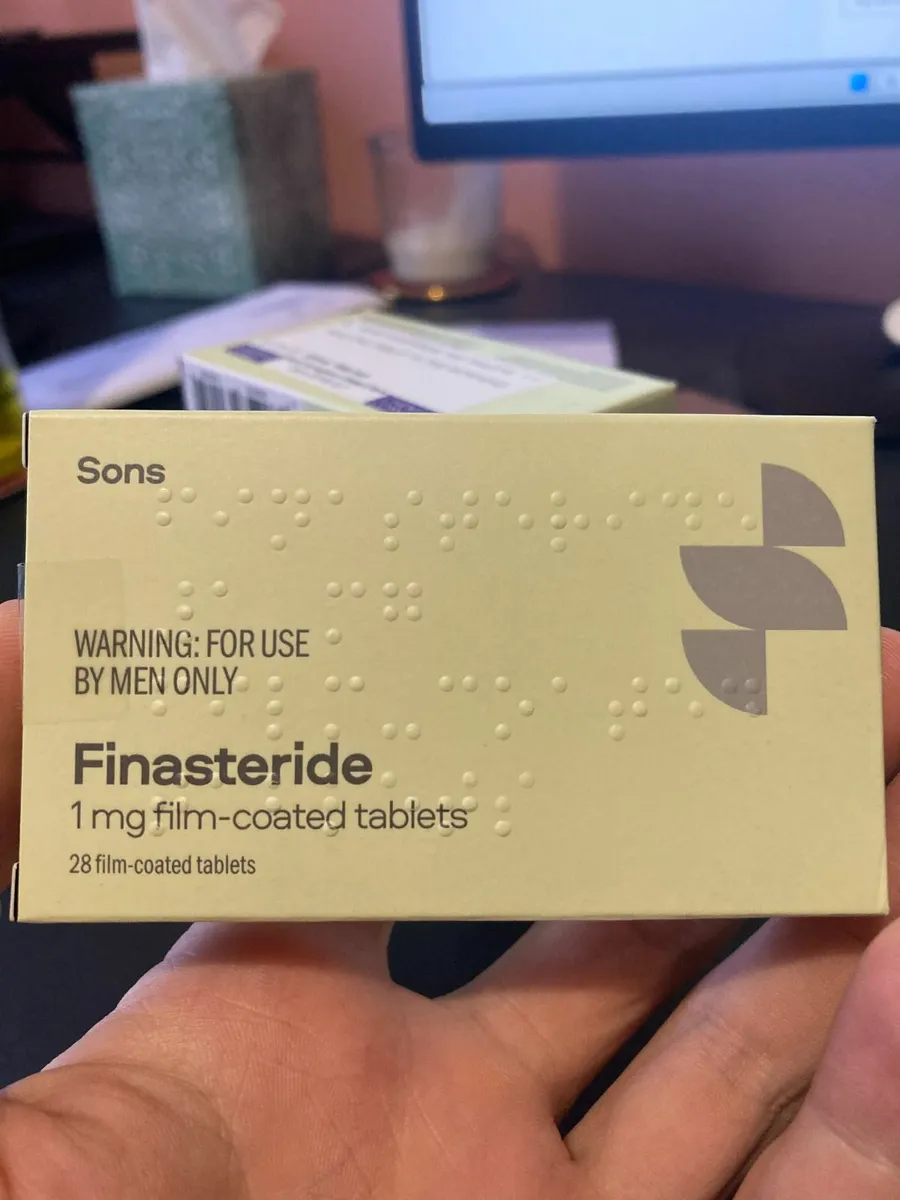 Sons
WARNING: FOR USE
BY MEN ONLY
Finasteride
1 mg film-coated tablets
28 film-coated tablets